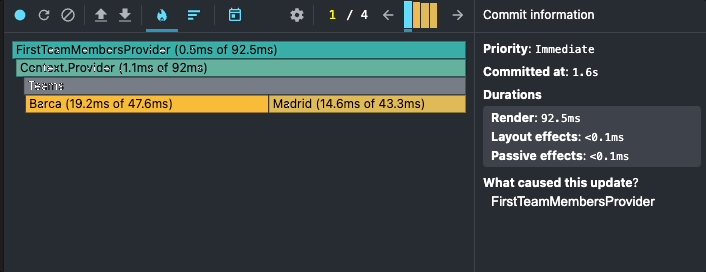 1 / 4
Commit information
FirstTeamMembersProvider (0.5ms of 92.5ms)
Context.Provider (1.1ms of 92ms)
Teams
Barca (19.2ms of 47.6ms)
Madrid (14.6ms of 43.3ms)
Priority: Immediate
Committed at: 1.6s
Durations
Render: 92.5ms
Layout effects: <0.1ms
Passive effects: <0.1ms
What caused this update?
FirstTeamMembersProvider